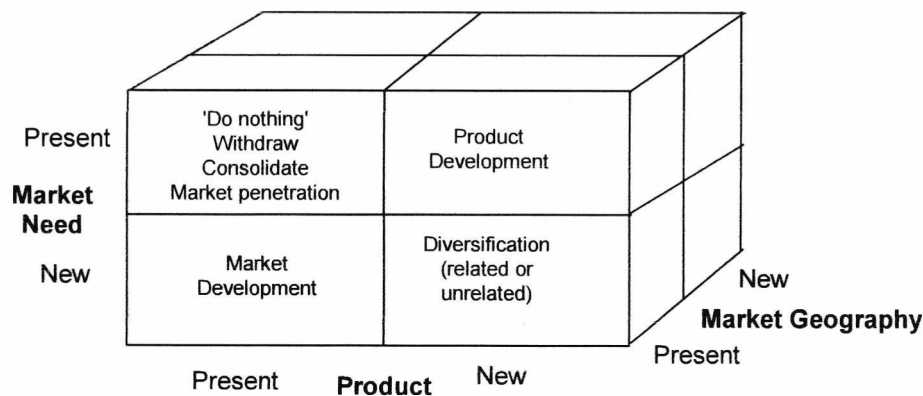 Present
Market
Need
New
'Do nothing'
Withdraw
Consolidate
Market penetration
Product
Development
Market
Development
Diversification
(related or
unrelated)
New
Market Geography
Present
Present Product New